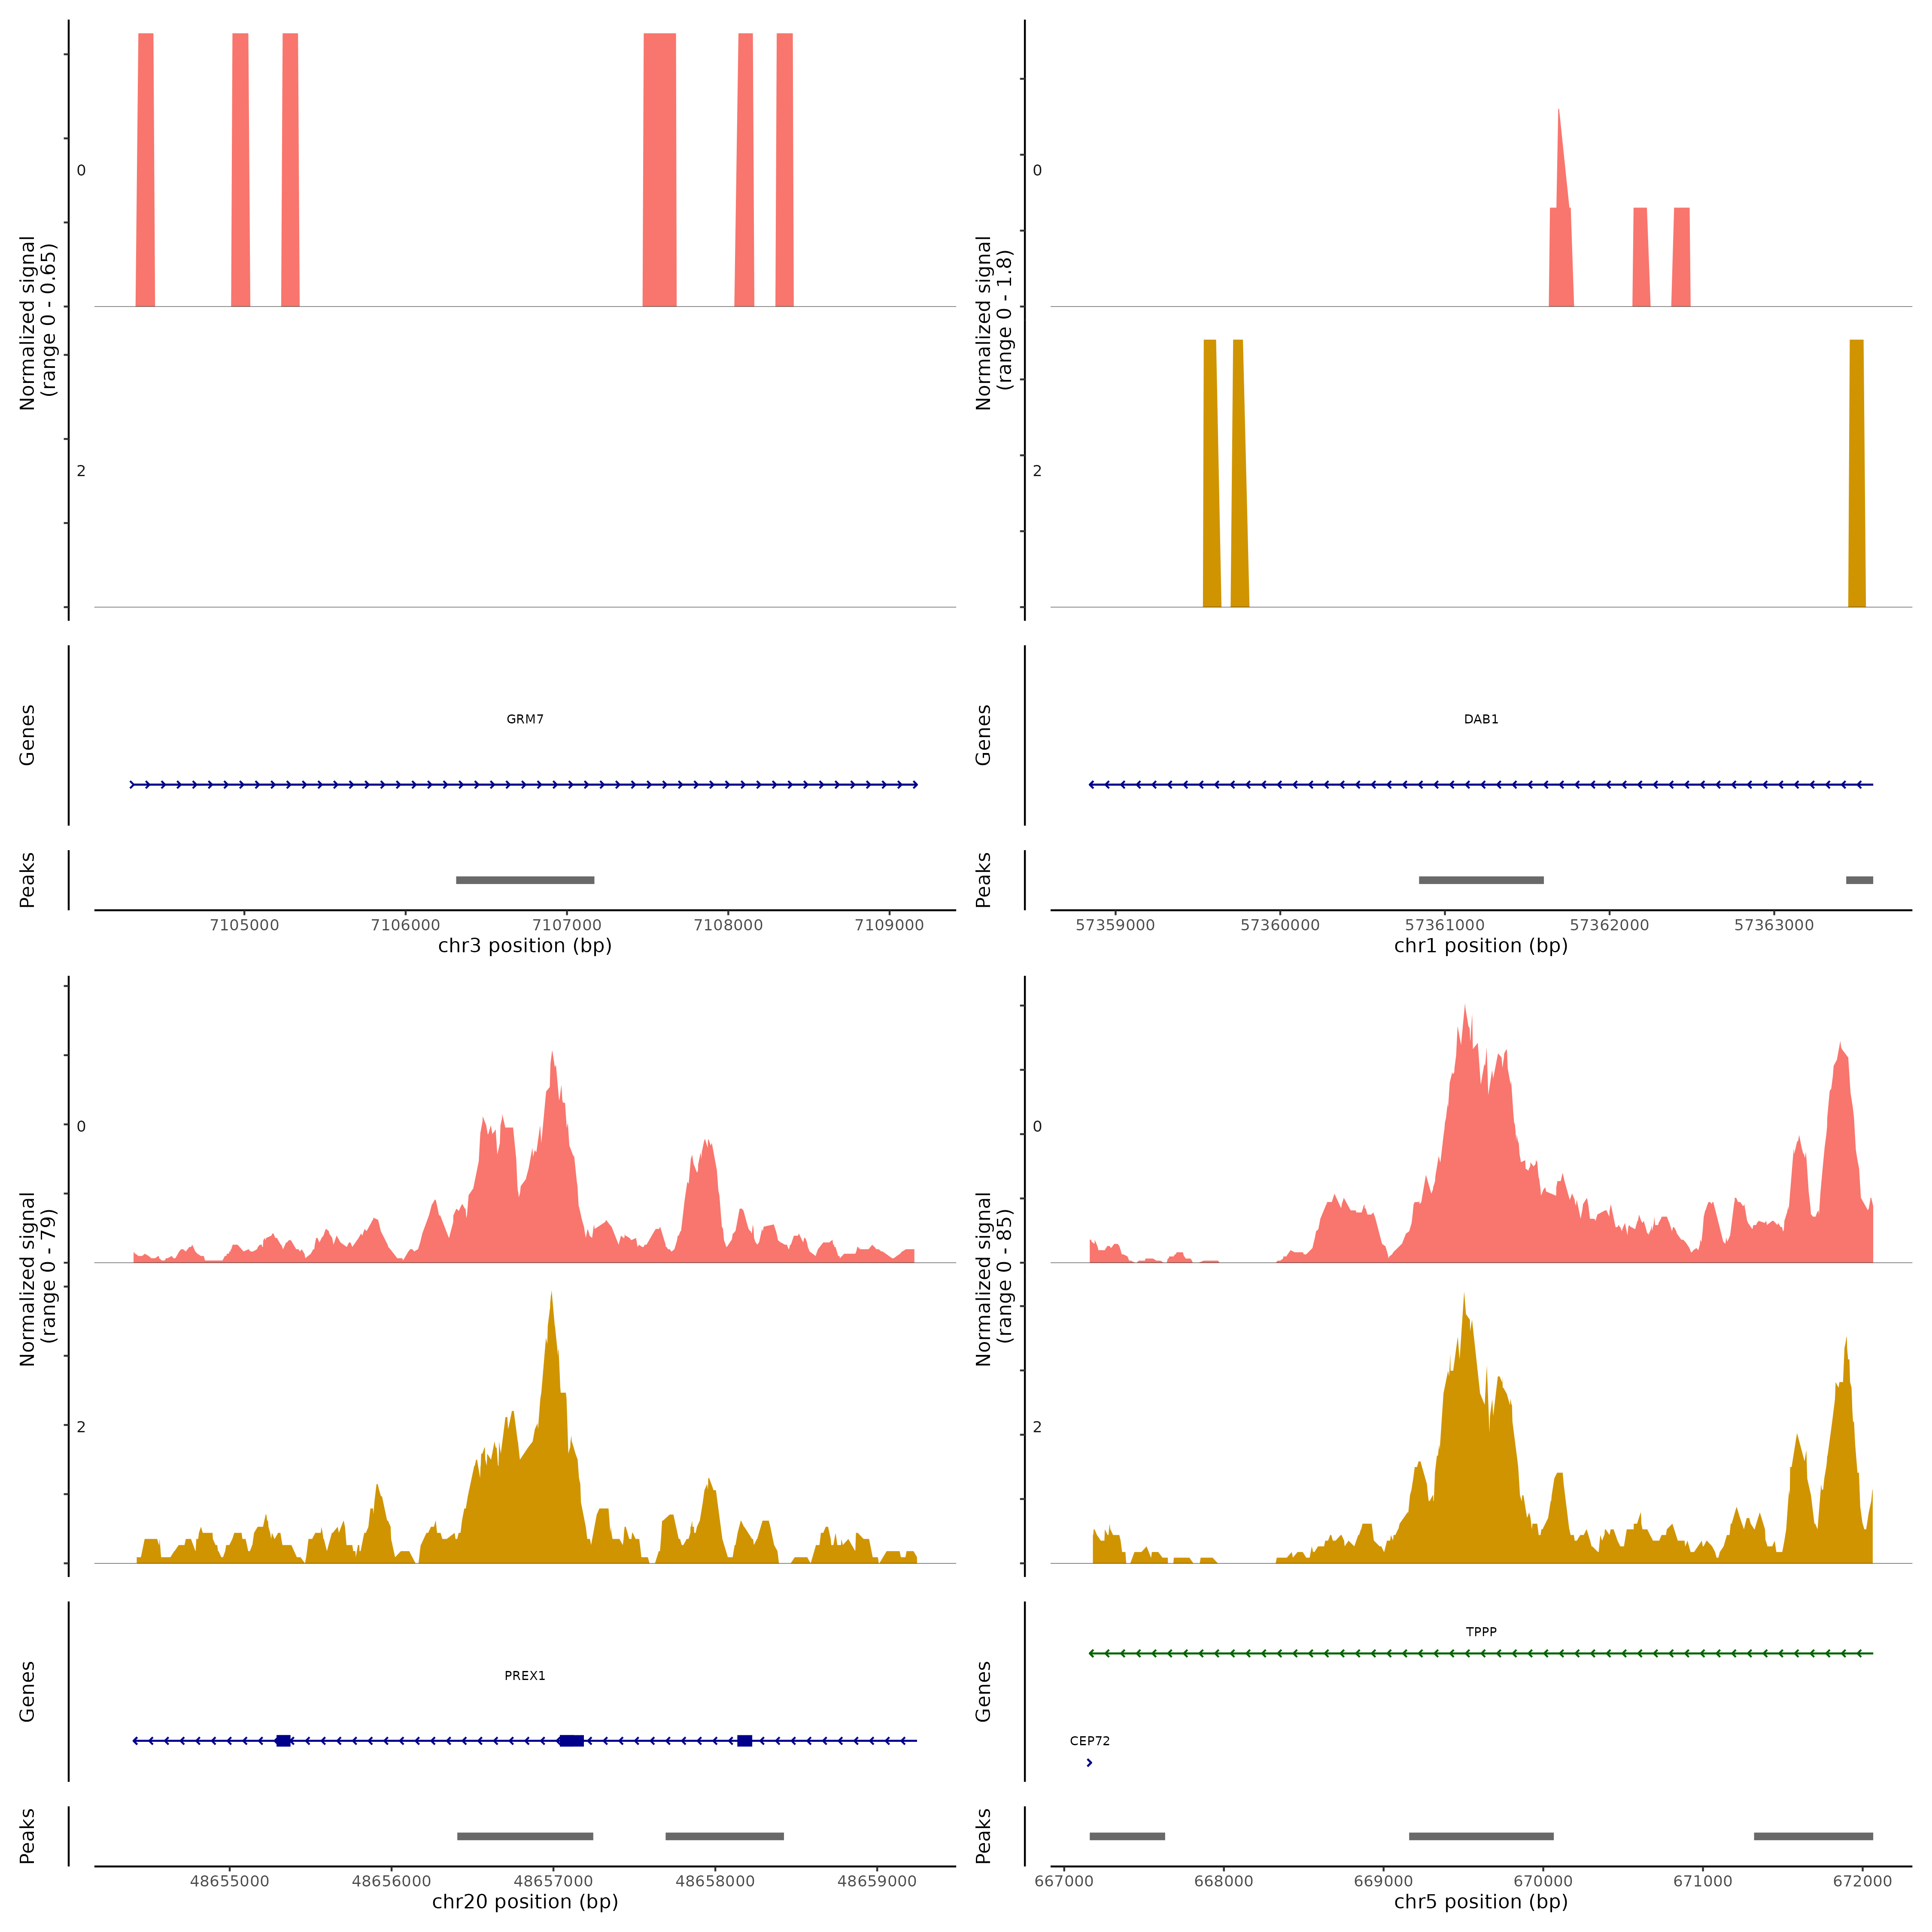 Normalized signal
(range 0 - 0.65)
0
2
Genes
GRM7
Peaks
7105000 7106000 7107000 7108000 7109000
chr3 position (bp)
Normalized signal
(range 0 - 1.8)
0
2
Genes
DAB1
Peaks
57359000 57360000 57361000 57362000 57363000
chr1 position (bp)
Normalized signal
(range 0 - 79)
0
2
Genes
PREX1
Peaks
48655000 48656000 48657000 48658000 48659000
chr20 position (bp)
Normalized signal
(range 0 - 85)
0
2
Genes
TPPP
CEP72
Peaks
667000 668000 669000 670000 671000 672000
chr5 position (bp)